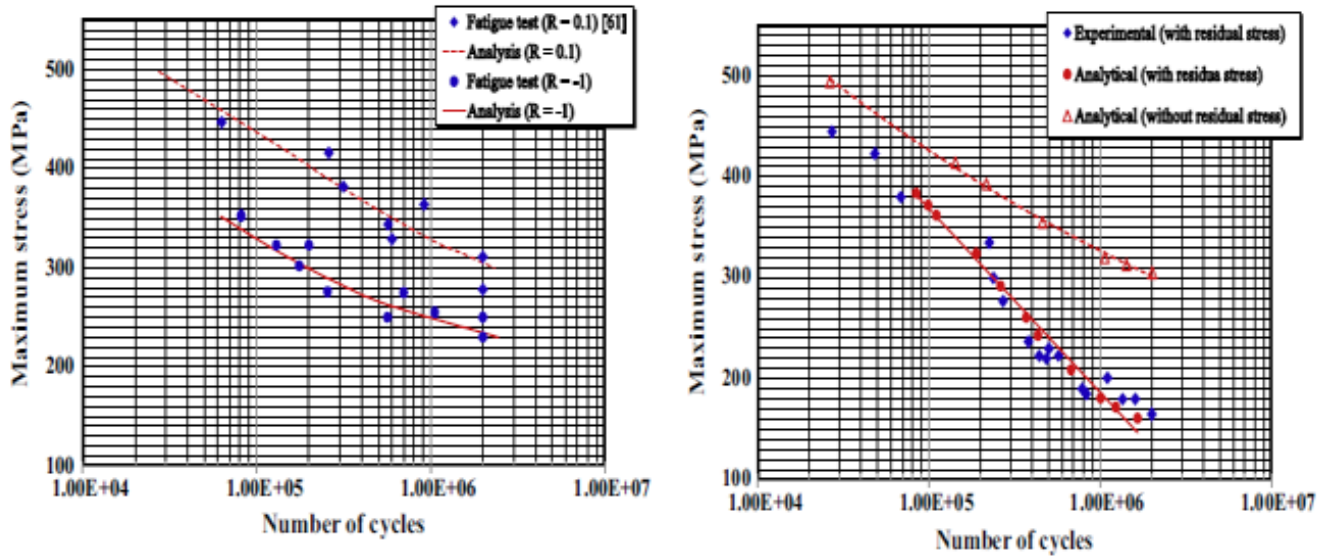 Fatigue test (R = 0.1) [61]
Analysis (R = 0.1)
Fatigue test (R = -1)
Analysis (R = -1)
Maximum stress (MPa)
500
400
300
200
100
1.00E+04 1.00E+05 1.00E+06 1.00E+07
Number of cycles
Experimental (with residual stress)
Analytical (with residua stress)
Analytical (without residual stress)
Maximum stress (MPa)
500
400
300
200
100
1.00E+04 1.00E+05 1.00E+06 1.00E+07
Number of cycles